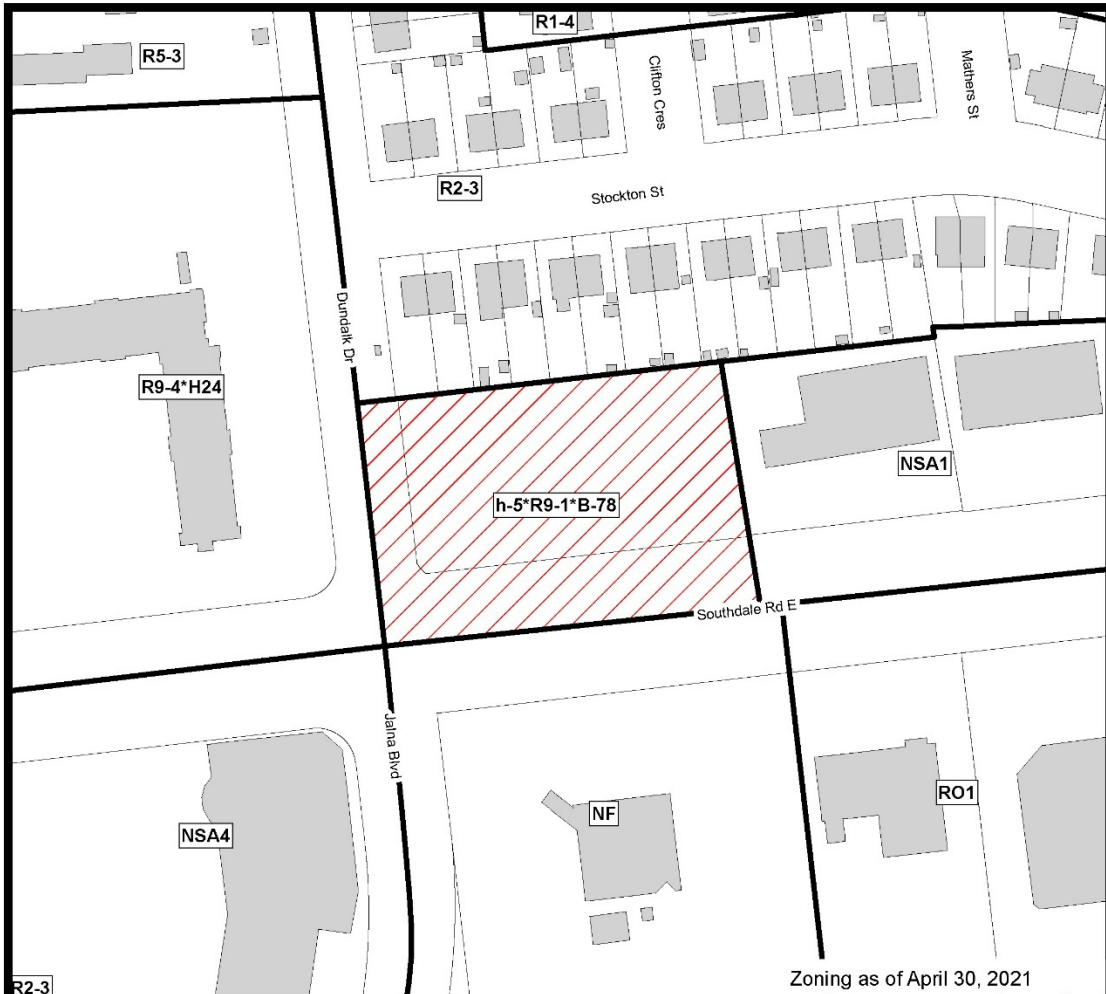 R1-4
R5-3
Clifton Cres
Mathers St
R2-3
Stockton St
Dundalk Dr
R9-4*H24
NSA1
h-5*R9-1*B-78
Southdale Rd E
Jalna Blvd
NSA4
NF
RO1
R2-3
Zoning as of April 30, 2021